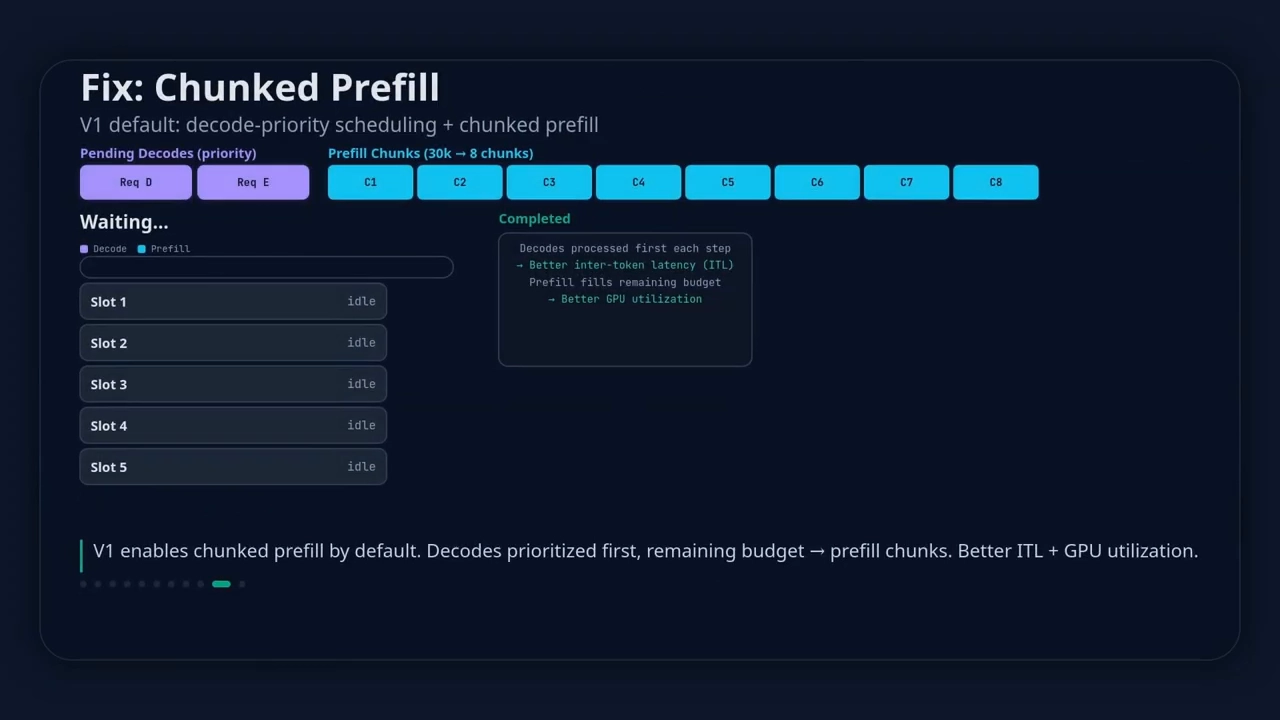 Fix: Chunked Prefill
V1 default: decode-priority scheduling + chunked prefill
Pending Decodes (priority)
Req D Req E
Prefill Chunks (30k → 8 chunks)
C1 C2 C3 C4 C5 C6 C7 C8
Waiting...
Decode Prefill
Slot 1 idle
Slot 2 idle
Slot 3 idle
Slot 4 idle
Slot 5 idle
Completed
Decodes processed first each step
→ Better inter-token latency (ITL)
Prefill fills remaining budget
→ Better GPU utilization
V1 enables chunked prefill by default. Decodes prioritized first, remaining budget → prefill chunks. Better ITL + GPU utilization.